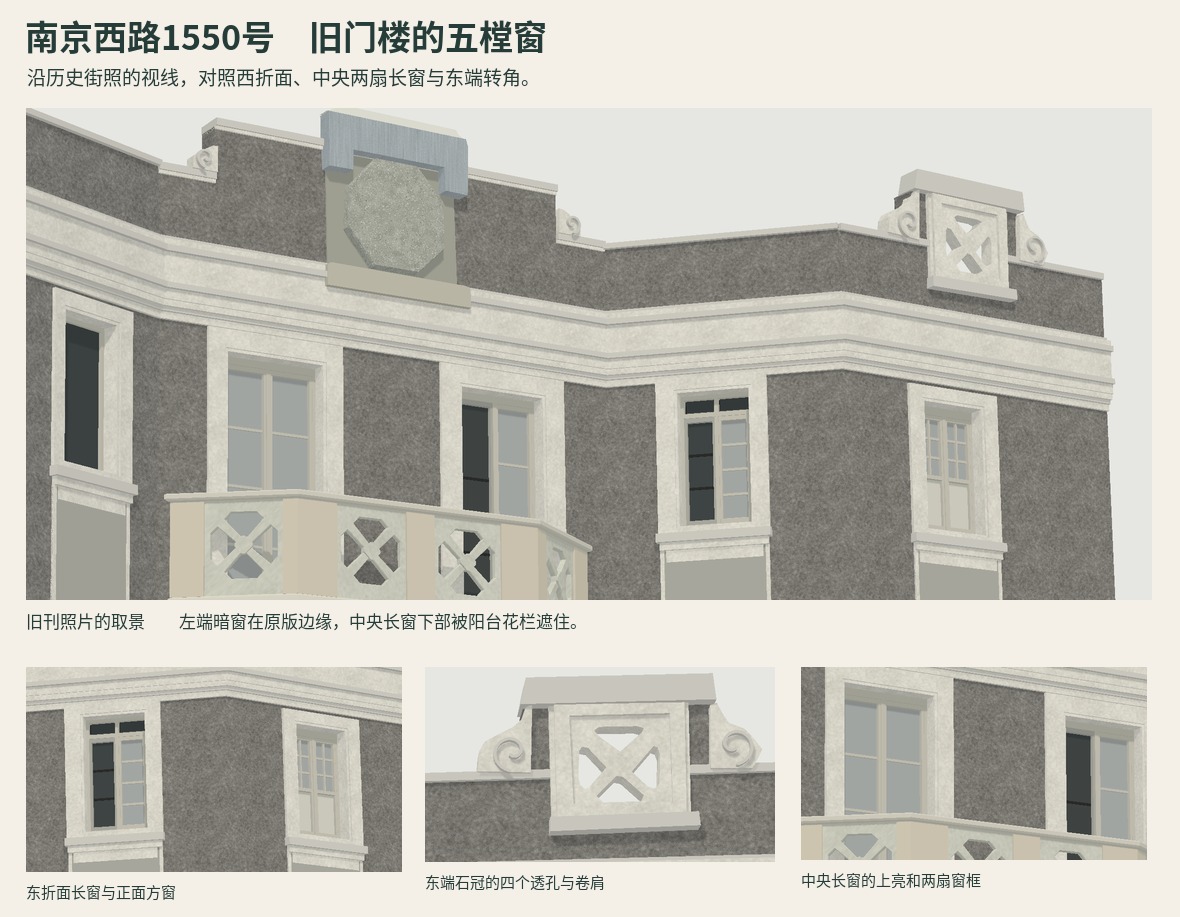 南京西路1550号　旧门楼的五樘窗
沿历史街照的视线，对照西折面、中央两扇长窗与东端转角。
旧刊照片的取景　　左端暗窗在原版边缘，中央长窗下部被阳台花栏遮住。
东折面长窗与正面方窗
东端石冠的四个透孔与卷肩
中央长窗的上亮和两扇窗框